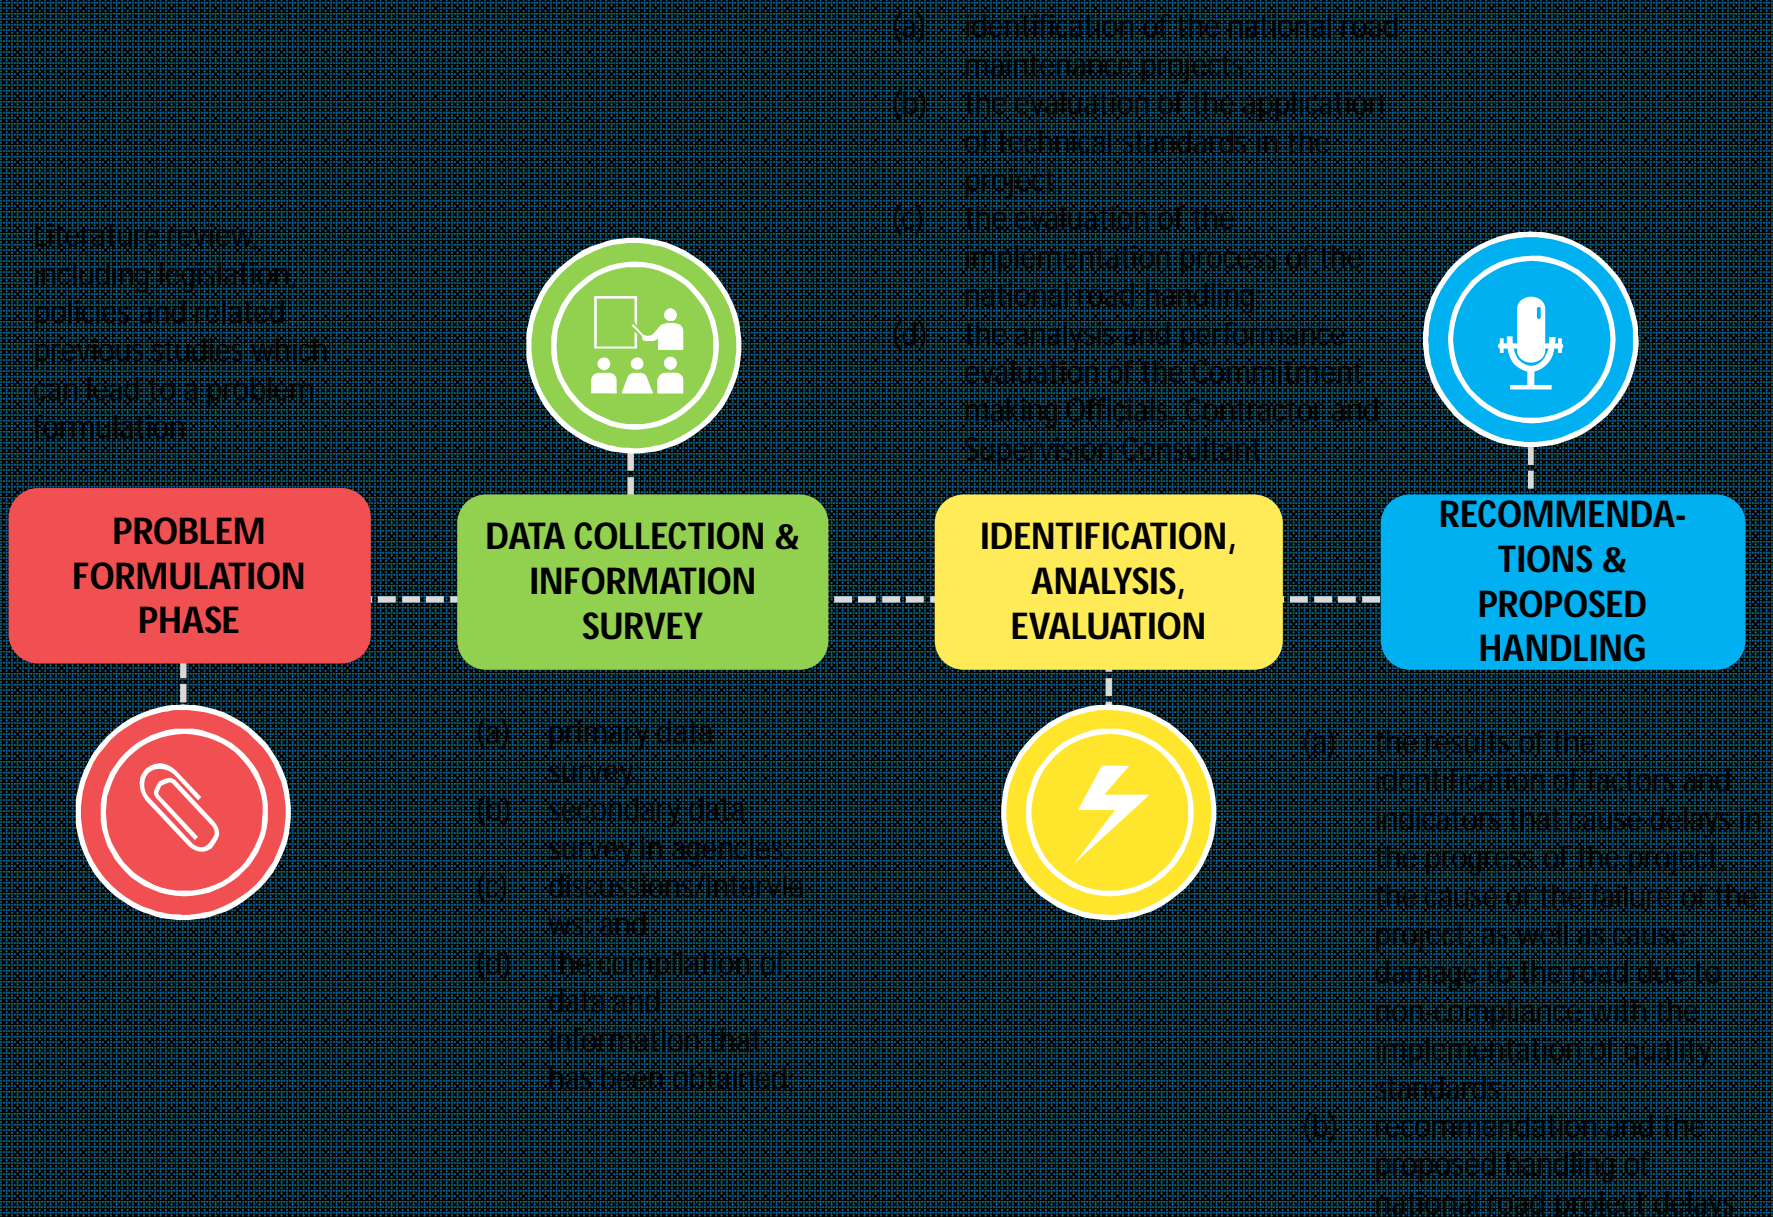 Literature review,
including legislation,
policies and related
previous studies which
can lead to a problem
formulation
PROBLEM
FORMULATION
PHASE
DATA COLLECTION &
INFORMATION
SURVEY
(a) primary data
survey,
(b) secondary data
survey in agencies
(c) discussions/intervie
ws, and
(d) the compilation of
data and
information that
has been obtained.
(a) identification of the national road
maintenance projects,
(b) the evaluation of the application
of technical standards in the
project
(c) the evaluation of the
implementation process of the
national road handling,
(d) the analysis and performance
evaluation of the Commitment
making Officials, Contractor and
Supervision Consultant
IDENTIFICATION,
ANALYSIS,
EVALUATION
RECOMMENDA-
TIONS &
PROPOSED
HANDLING
(a) the results of the
identification of factors and
indicators that cause delays in
the progress of the project,
the cause of the failure of the
project, as well as cause
damage to the road due to
non-compliance with the
implementation of quality
standards,
(b) recommendation and the
proposed handling of
national road project delays